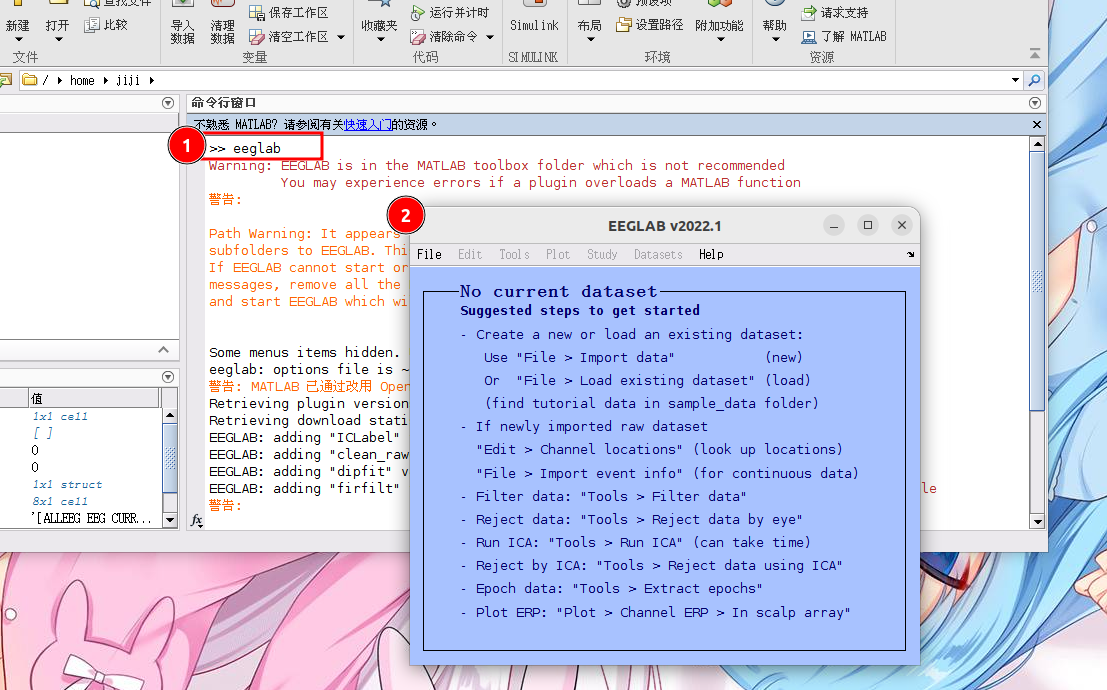 查找文件
新建
打开
比较
文件
导入
数据
清理
数据
保存工作区
清空工作区
变量
收藏夹
运行并计时
清除命令
代码
Simulink
SIMULINK
布局
预设项
设置路径
附加功能
环境
帮助
请求支持
了解 MATLAB
资源
/ home jiji
命令行窗口
不熟悉 MATLAB? 请参阅有关快速入门的资源。
1
>> eeglab
Warning: EEGLAB is in the MATLAB toolbox folder which is not recommended
You may experience errors if a plugin overloads a MATLAB function
警告:
Path Warning: It appears
subfolders to EEGLAB. Thi
If EEGLAB cannot start or
messages, remove all the
and start EEGLAB which wi
Some menus items hidden.
eeglab: options file is ~
警告: MATLAB 已通过改用 Open
Retrieving plugin version
Retrieving download stati
EEGLAB: adding "ICLabel"
EEGLAB: adding "clean_raw
EEGLAB: adding "dipfit" v
EEGLAB: adding "firfilt"
le
警告:
fx
值
1x1 cell
[ ]
0
0
1x1 struct
8x1 cell
'[ALLEEG EEG CURR...
2
EEGLAB v2022.1
File Edit Tools Plot Study Datasets Help
No current dataset
Suggested steps to get started
- Create a new or load an existing dataset:
Use "File > Import data" (new)
Or "File > Load existing dataset" (load)
(find tutorial data in sample_data folder)
- If newly imported raw dataset
"Edit > Channel locations" (look up locations)
"File > Import event info" (for continuous data)
- Filter data: "Tools > Filter data"
- Reject data: "Tools > Reject data by eye"
- Run ICA: "Tools > Run ICA" (can take time)
- Reject by ICA: "Tools > Reject data using ICA"
- Epoch data: "Tools > Extract epochs"
- Plot ERP: "Plot > Channel ERP > In scalp array"